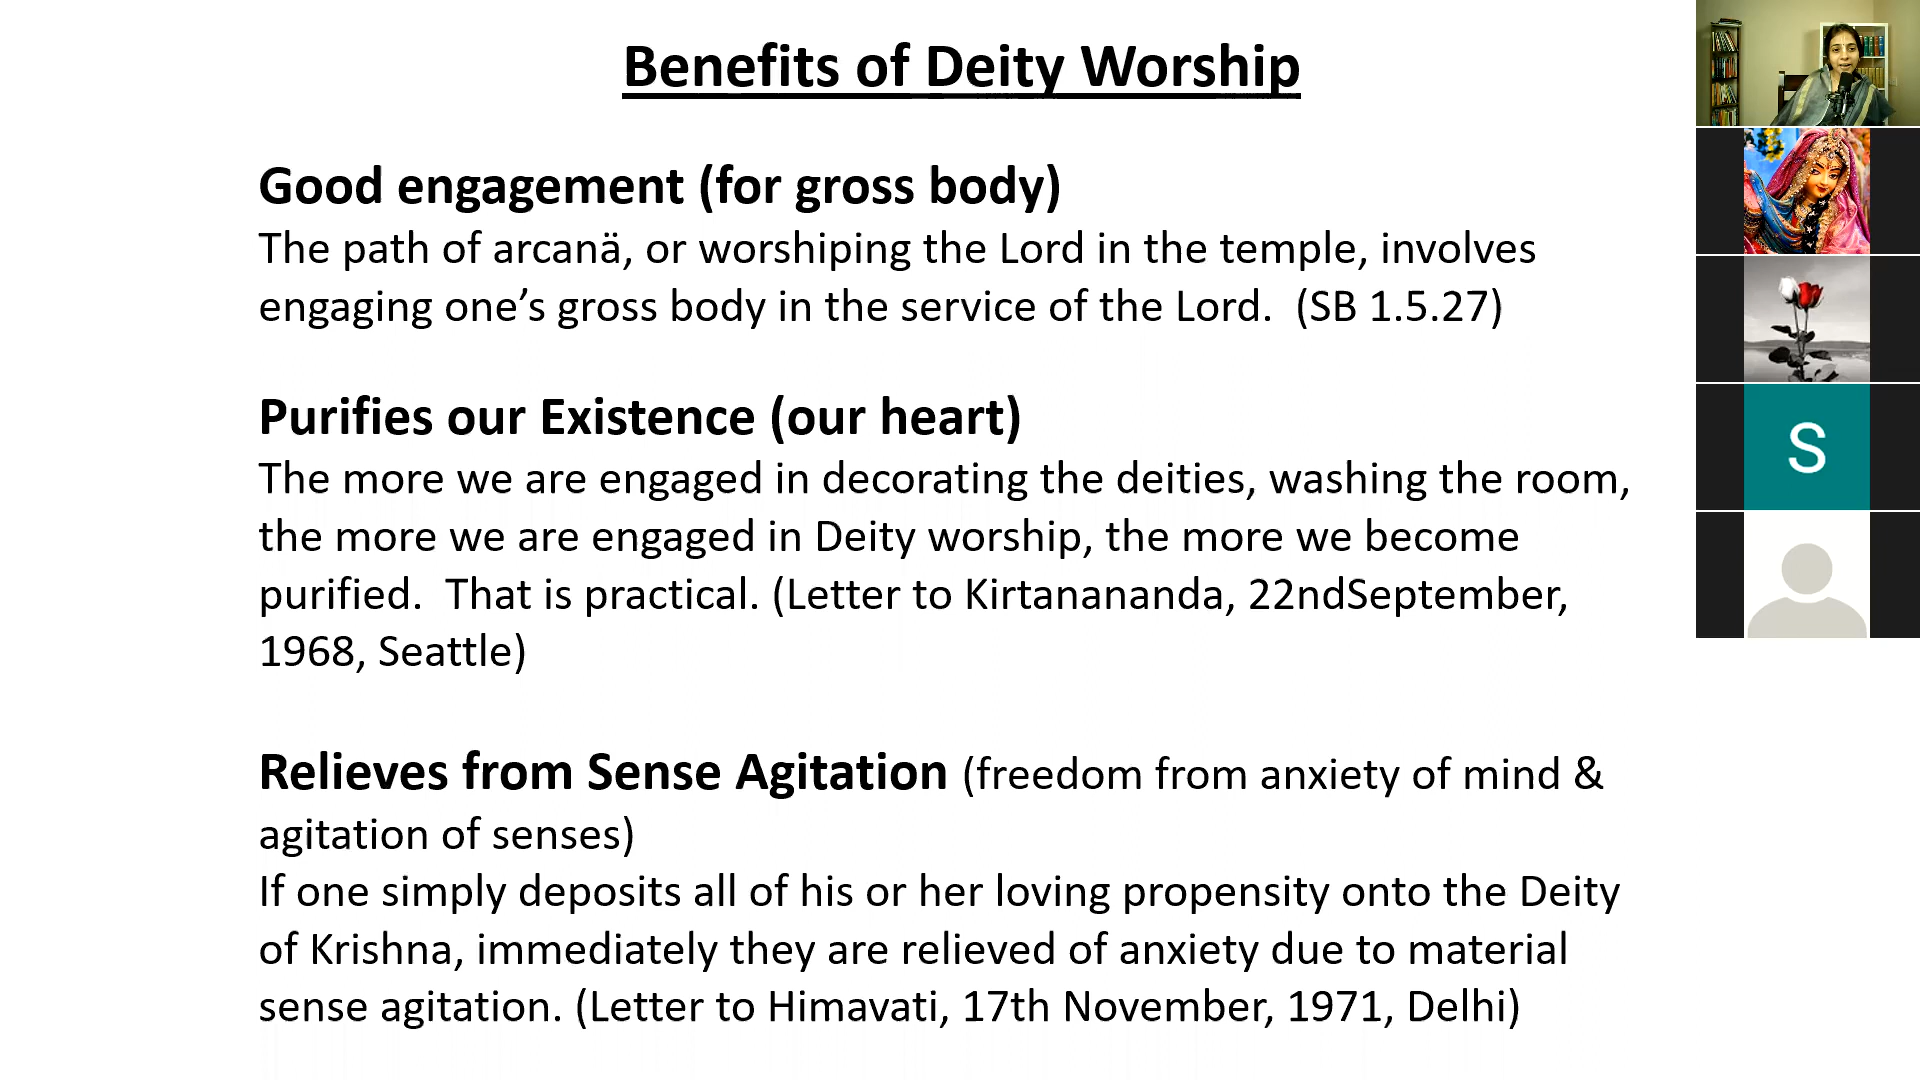 Benefits of Deity Worship
Good engagement (for gross body)
The path of arcanä, or worshiping the Lord in the temple, involves
engaging one’s gross body in the service of the Lord.  (SB 1.5.27)
Purifies our Existence (our heart)
The more we are engaged in decorating the deities, washing the room,
the more we are engaged in Deity worship, the more we become
purified.  That is practical. (Letter to Kirtanananda, 22ndSeptember,
1968, Seattle)
Relieves from Sense Agitation (freedom from anxiety of mind &
agitation of senses)
If one simply deposits all of his or her loving propensity onto the Deity
of Krishna, immediately they are relieved of anxiety due to material
sense agitation. (Letter to Himavati, 17th November, 1971, Delhi)
S